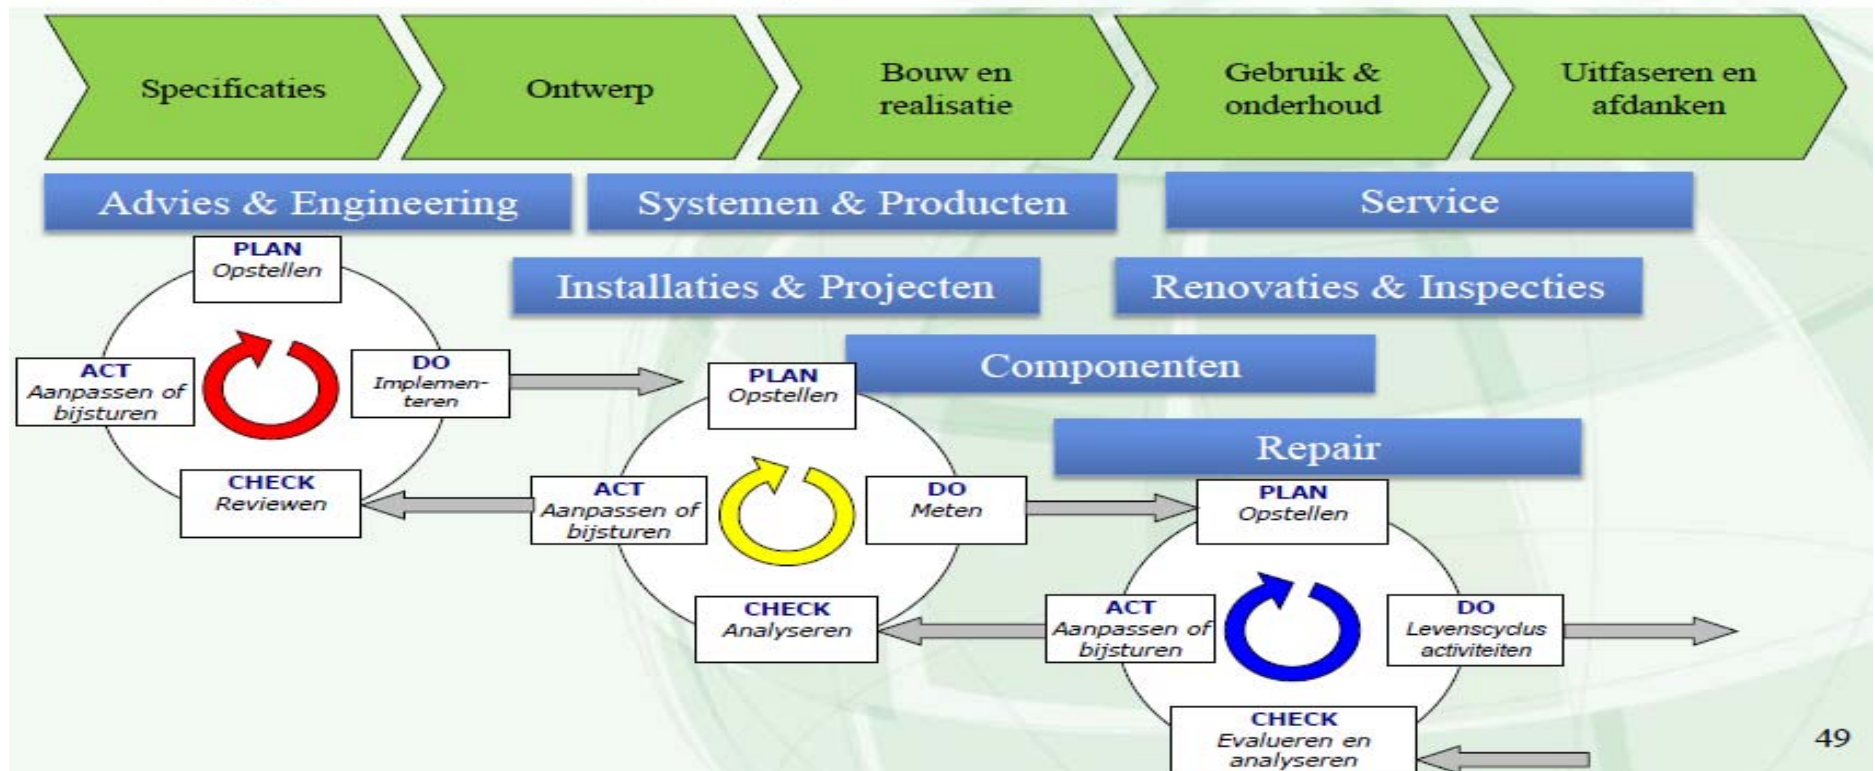 Specificaties
Ontwerp
Bouw en
realisatie
Gebruik &
onderhoud
Uitfaseren en
afdanken
Advies & Engineering
Systemen & Producten
Service
Installaties & Projecten
Renovaties & Inspecties
Componenten
Repair
PLAN
Opstellen
ACT
Aanpassen of
bijsturen
DO
Implemen-
teren
CHECK
Reviewen
PLAN
Opstellen
ACT
Aanpassen of
bijsturen
DO
Meten
CHECK
Analyseren
PLAN
Opstellen
ACT
Aanpassen of
bijsturen
DO
Levenscyclus
activiteiten
CHECK
Evalueren en
analyseren
49